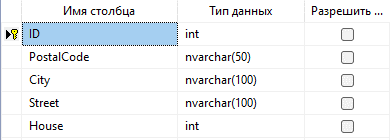 Имя столбца Тип данных Разрешить ...
ID int
PostalCode nvarchar(50)
City nvarchar(100)
Street nvarchar(100)
House int